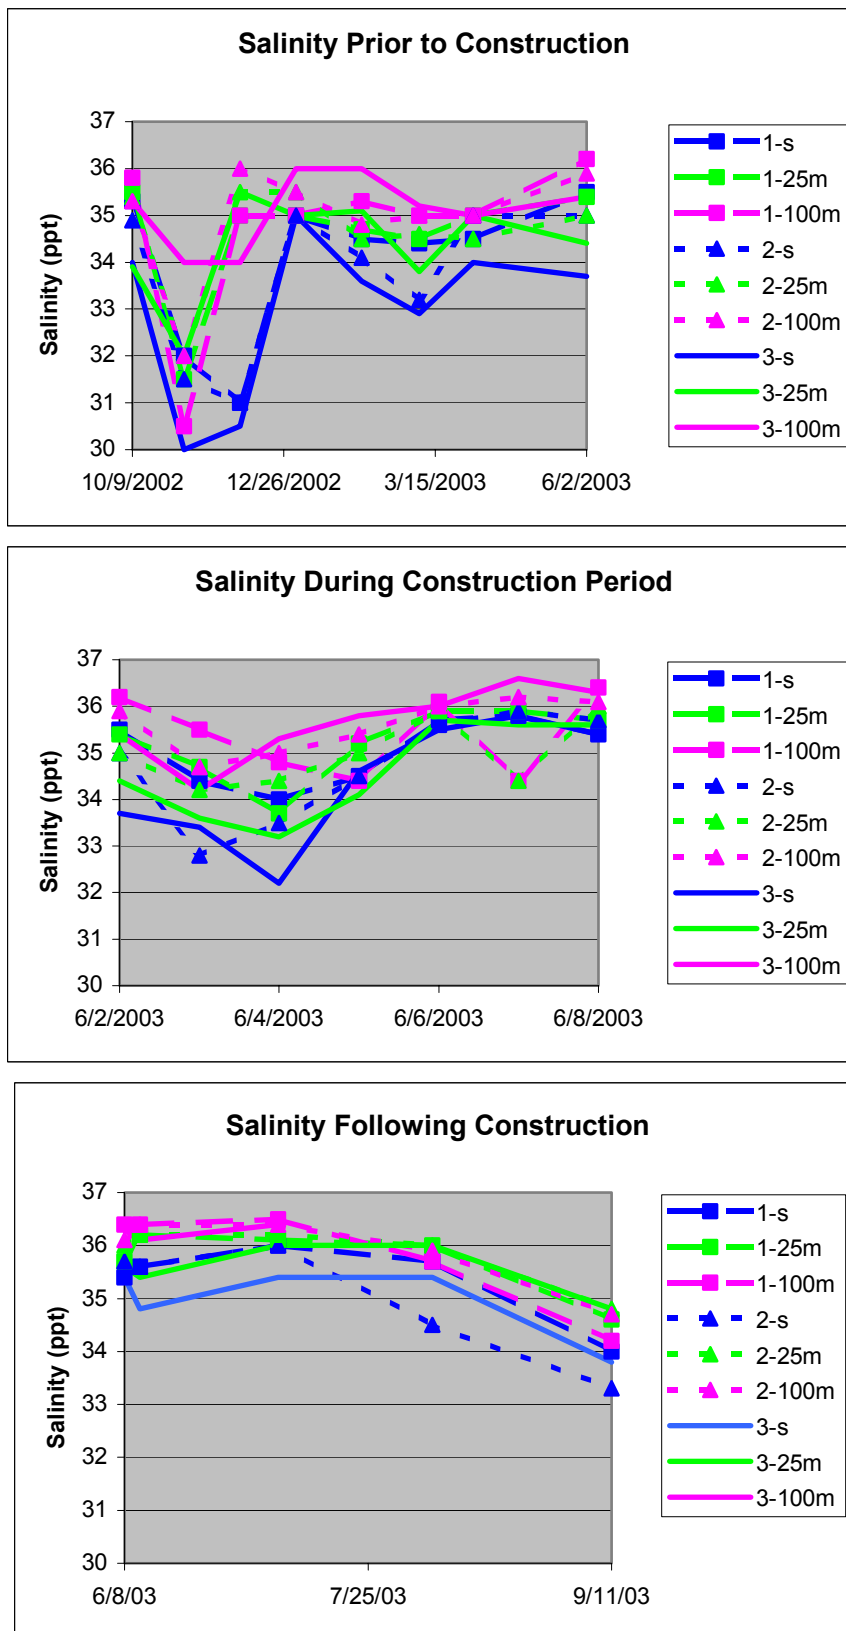 Salinity Prior to Construction
37
36
35
34
33
32
31
30
Salinity (ppt)
10/9/2002 12/26/2002 3/15/2003 6/2/2003
1-s
1-25m
1-100m
2-s
2-25m
2-100m
3-s
3-25m
3-100m
Salinity During Construction Period
37
36
35
34
33
32
31
30
Salinity (ppt)
6/2/2003 6/4/2003 6/6/2003 6/8/2003
1-s
1-25m
1-100m
2-s
2-25m
2-100m
3-s
3-25m
3-100m
Salinity Following Construction
37
36
35
34
33
32
31
30
Salinity (ppt)
6/8/03 7/25/03 9/11/03
1-s
1-25m
1-100m
2-s
2-25m
2-100m
3-s
3-25m
3-100m